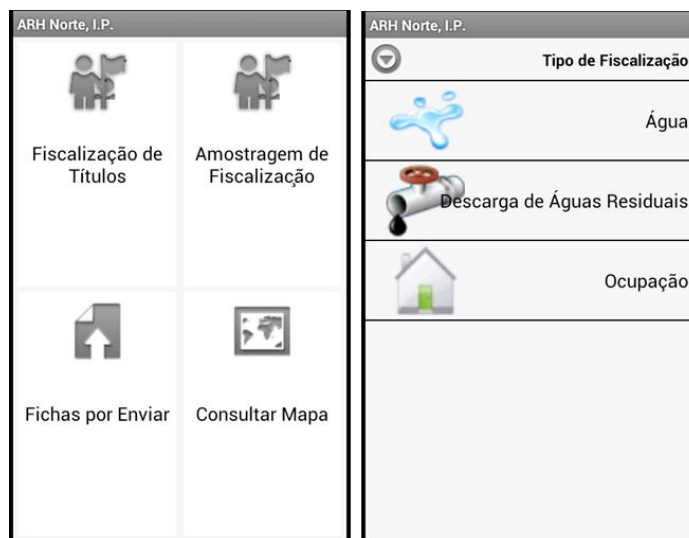 ARH Norte, I.P.
Fiscalização de
Títulos
Amostragem de
Fiscalização
Fichas por Enviar
Consultar Mapa
ARH Norte, I.P.
Tipo de Fiscalização
Água
Descarga de Águas Residuais
Ocupação